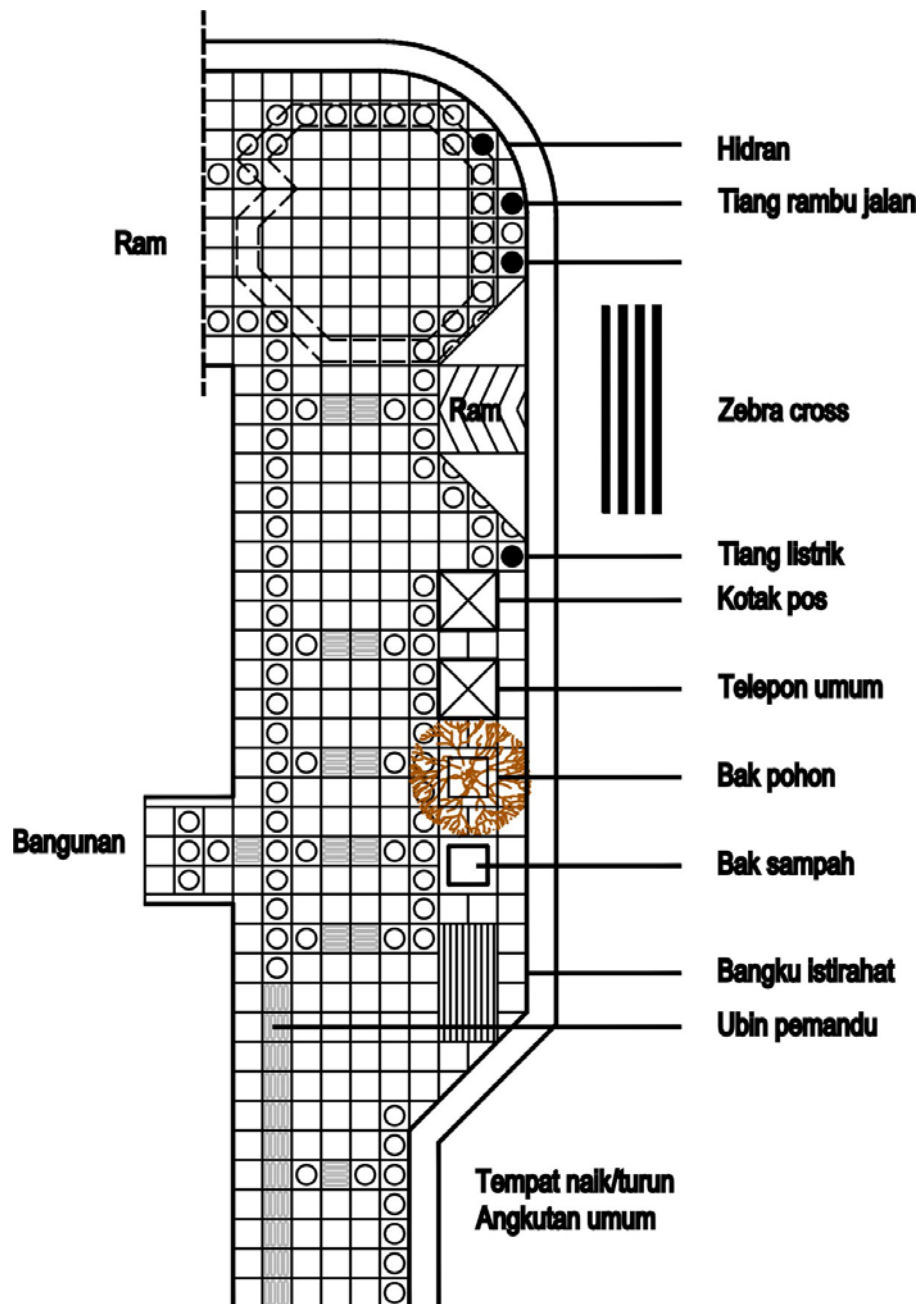 Hidran
Tiang rambu jalan
Ram
Ram
Zebra cross
Tiang listrik
Kotak pos
Telepon umum
Bak pohon
Bangunan
Bak sampah
Bangku istirahat
Ubin pemandu
Tempat naik/turun
Angkutan umum